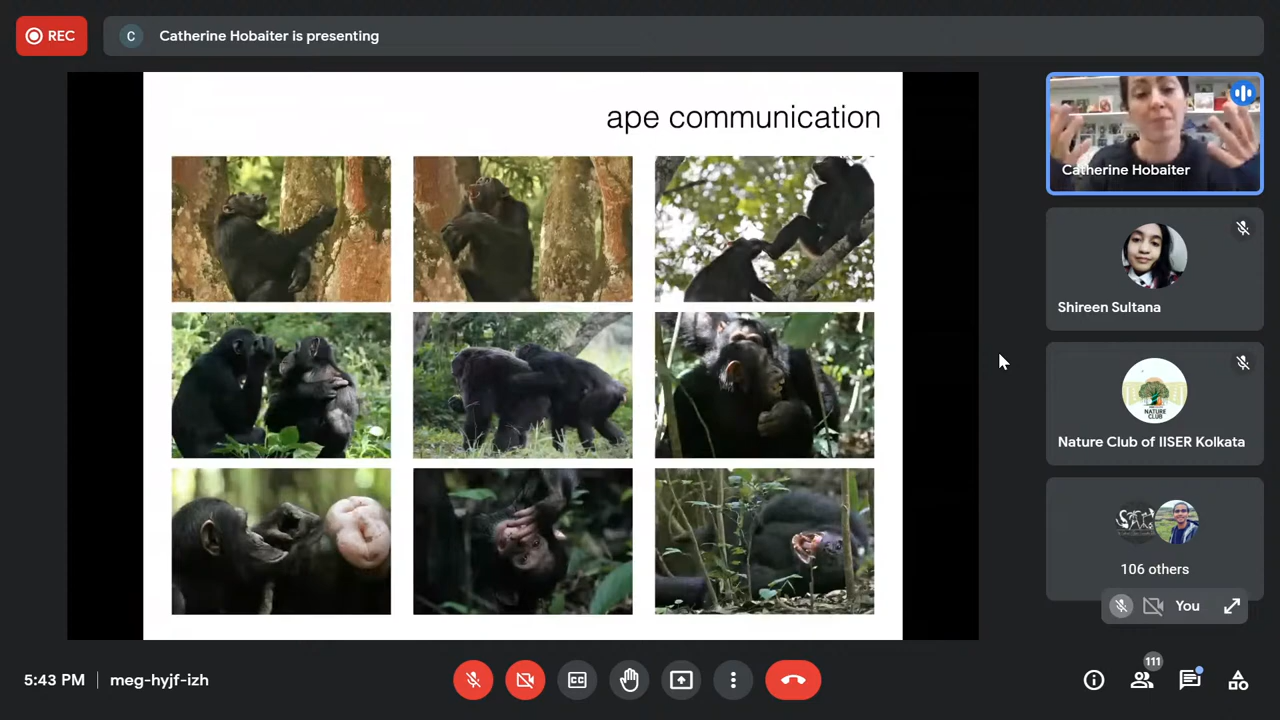 REC
C
Catherine Hobaiter is presenting
ape communication
Catherine Hobaiter
Shireen Sultana
NATURE
CLUB
Nature Club of IISER Kolkata
106 others
You
5:43 PM
meg-hyjf-izh
CC
111